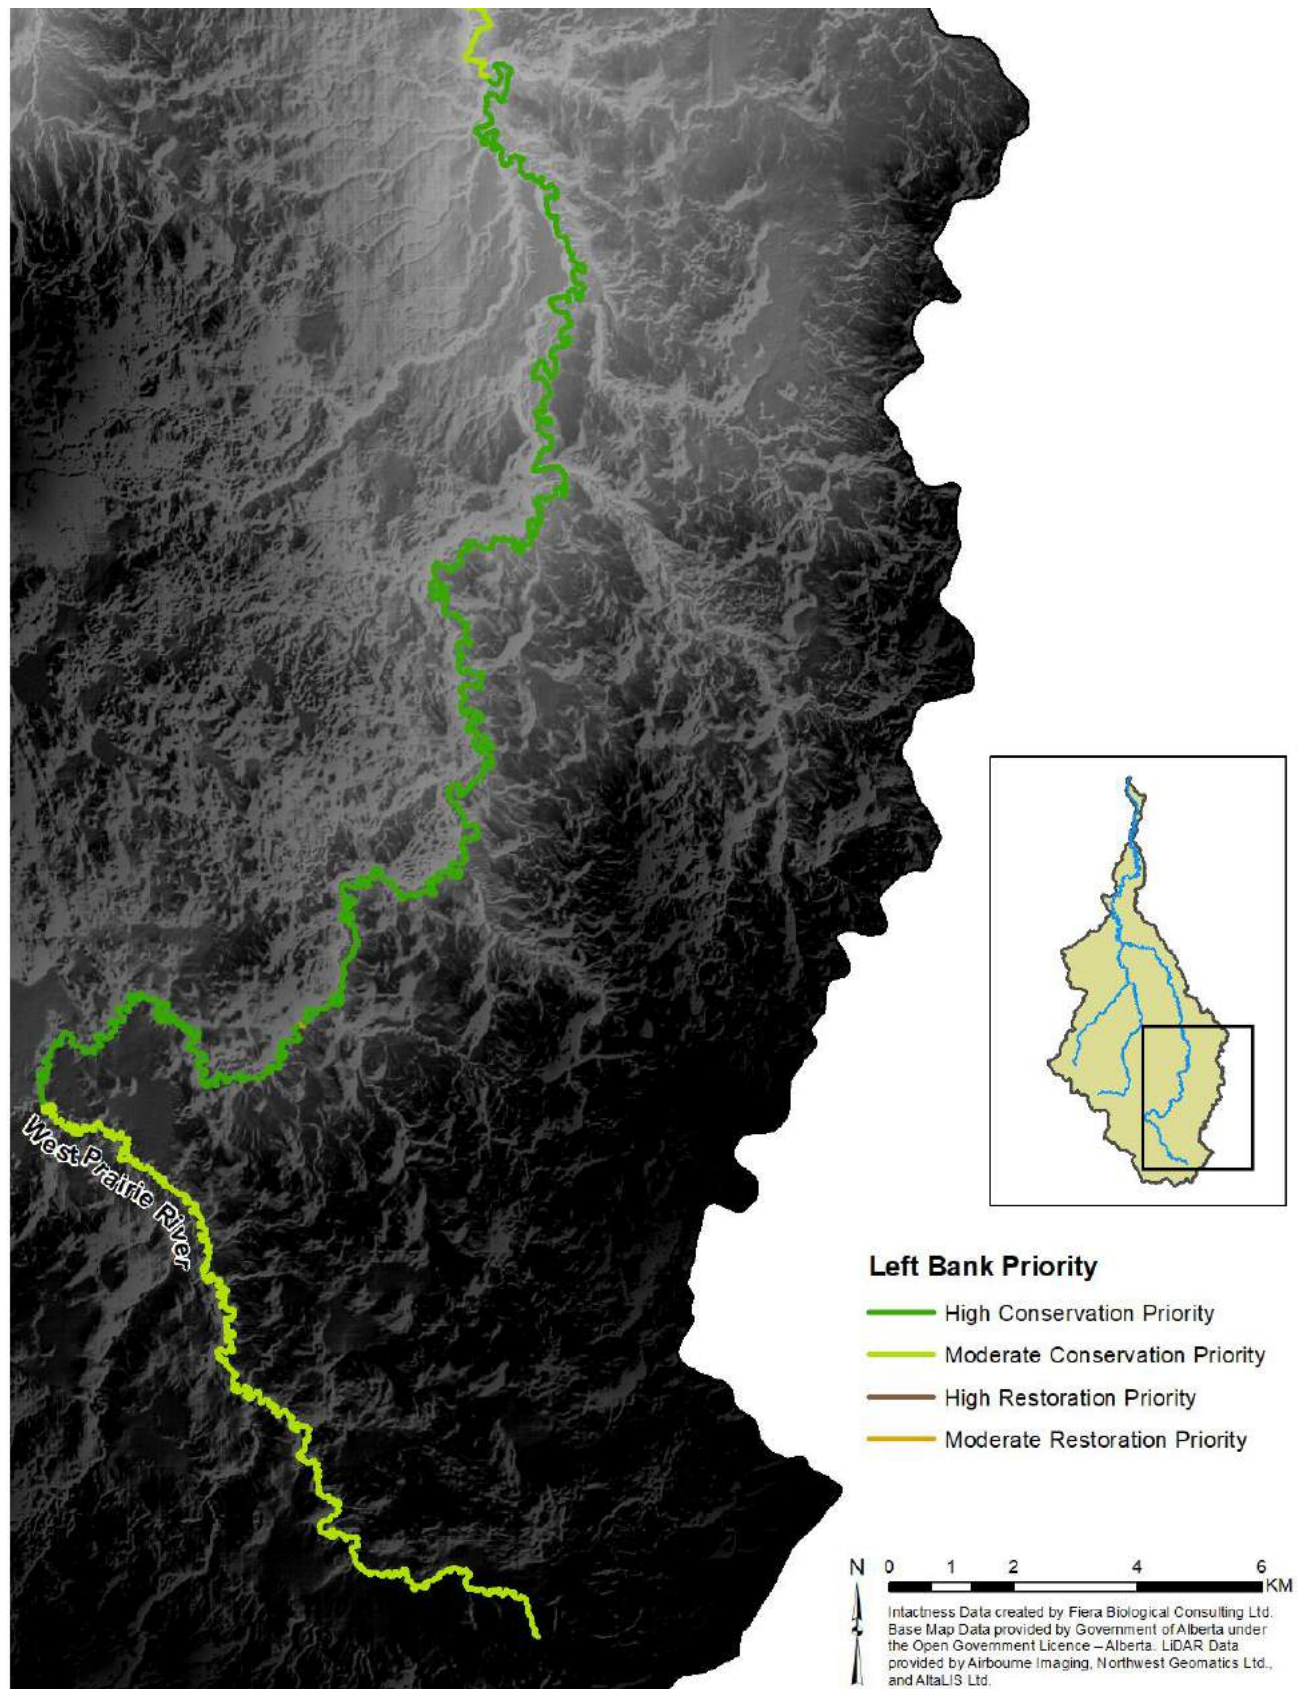 West Prairie River
Left Bank Priority
High Conservation Priority
Moderate Conservation Priority
High Restoration Priority
Moderate Restoration Priority
N
0 1 2 4 6
KM
Intactness Data created by Fiera Biological Consulting Ltd.
Base Map Data provided by Government of Alberta under
the Open Government Licence – Alberta. LiDAR Data
provided by Airbourne Imaging, Northwest Geomatics Ltd.,
and AltaLIS Ltd.